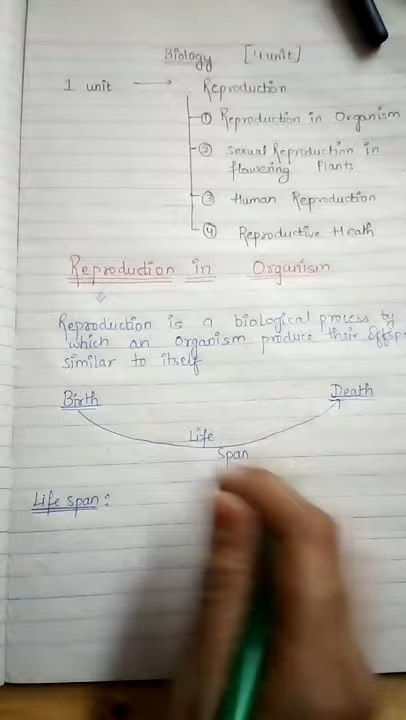 Biology [4 unit]
1 unit → Reproduction
① Reproduction in Organism
② Sexual Reproduction in
flowering Plants
③ Human Reproduction
④ Reproductive Heath
Reproduction in Organism
Reproduction is a biological process by
which an Organism produce their
similar to itself
Birth Death
Life
Span
Life span: